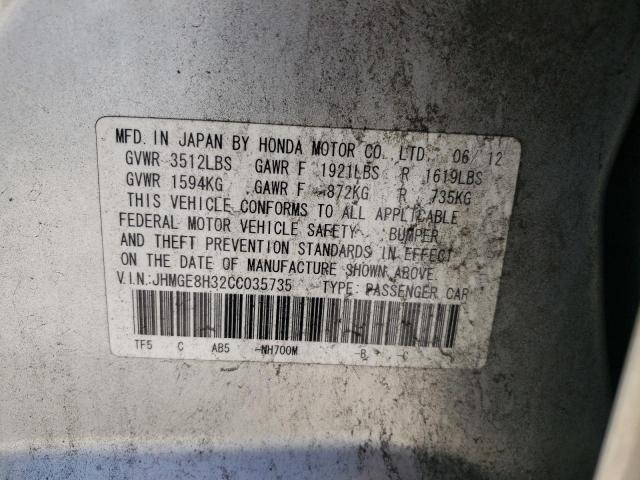 MFD. IN JAPAN BY HONDA MOTOR CO., LTD. 06/12
GVWR 3512LBS GAWR F 1921LBS R 1619LBS
GVWR 1594KG GAWR F 872KG R 735KG
THIS VEHICLE CONFORMS TO ALL APPLICABLE
FEDERAL MOTOR VEHICLE SAFETY, BUMPER
AND THEFT PREVENTION STANDARDS IN EFFECT
ON THE DATE OF MANUFACTURE SHOWN ABOVE.
V.I.N.:JHMGE8H32CC035735 TYPE: PASSENGER CAR
TF5 C AB5 -NH700M -B